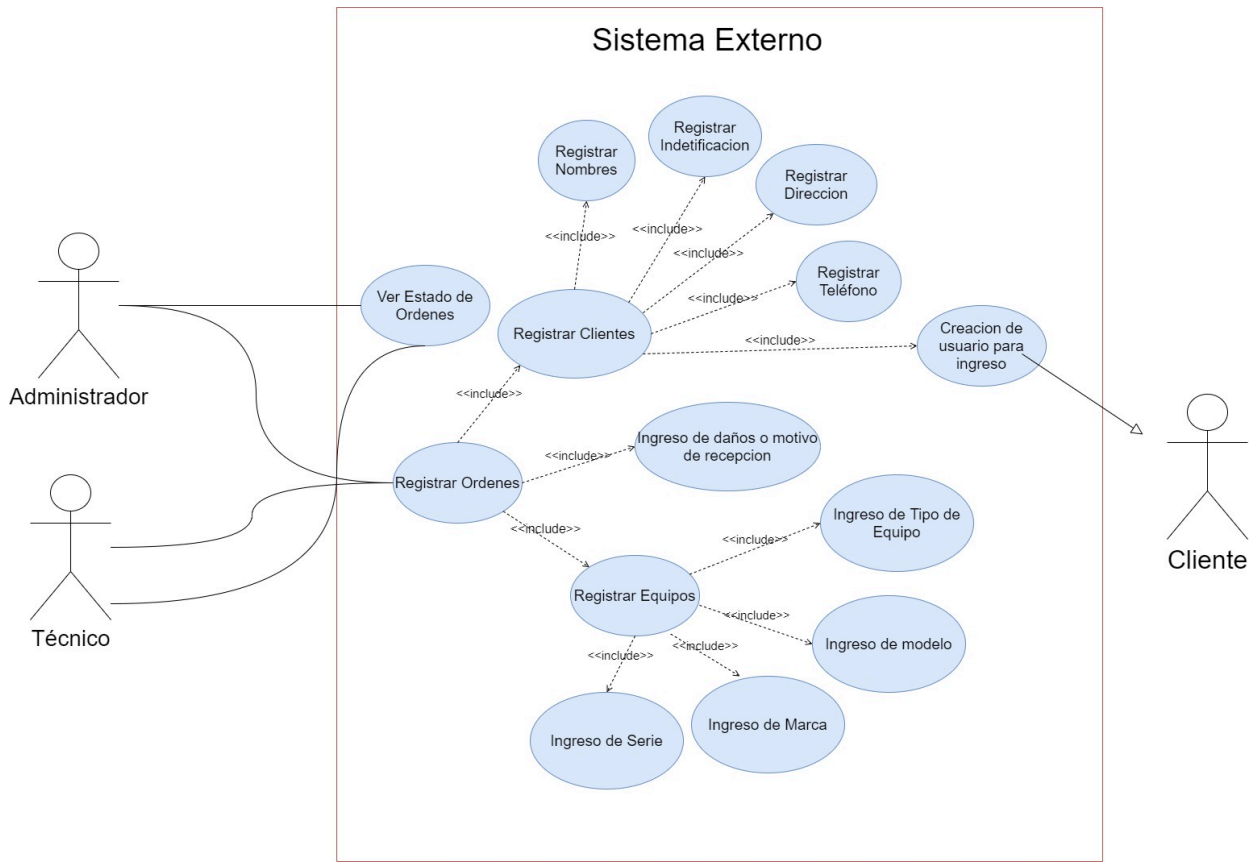 Sistema Externo
Registrar
Nombres
Registrar
Indetificacion
Registrar
Direccion
Registrar
Teléfono
<<include>>
<<include>>
<<include>>
<<include>>
<<include>>
Administrador
Ver Estado de
Ordenes
Registrar Clientes
Creacion de
usuario para
ingreso
<<include>>
Registrar Ordenes
<<include>>
Ingreso de daños o motivo
de recepcion
<<include>>
Técnico
Cliente
Registrar Equipos
<<include>>
Ingreso de Tipo de
Equipo
<<include>>
Ingreso de modelo
<<include>>
<<include>>
Ingreso de Serie
Ingreso de Marca